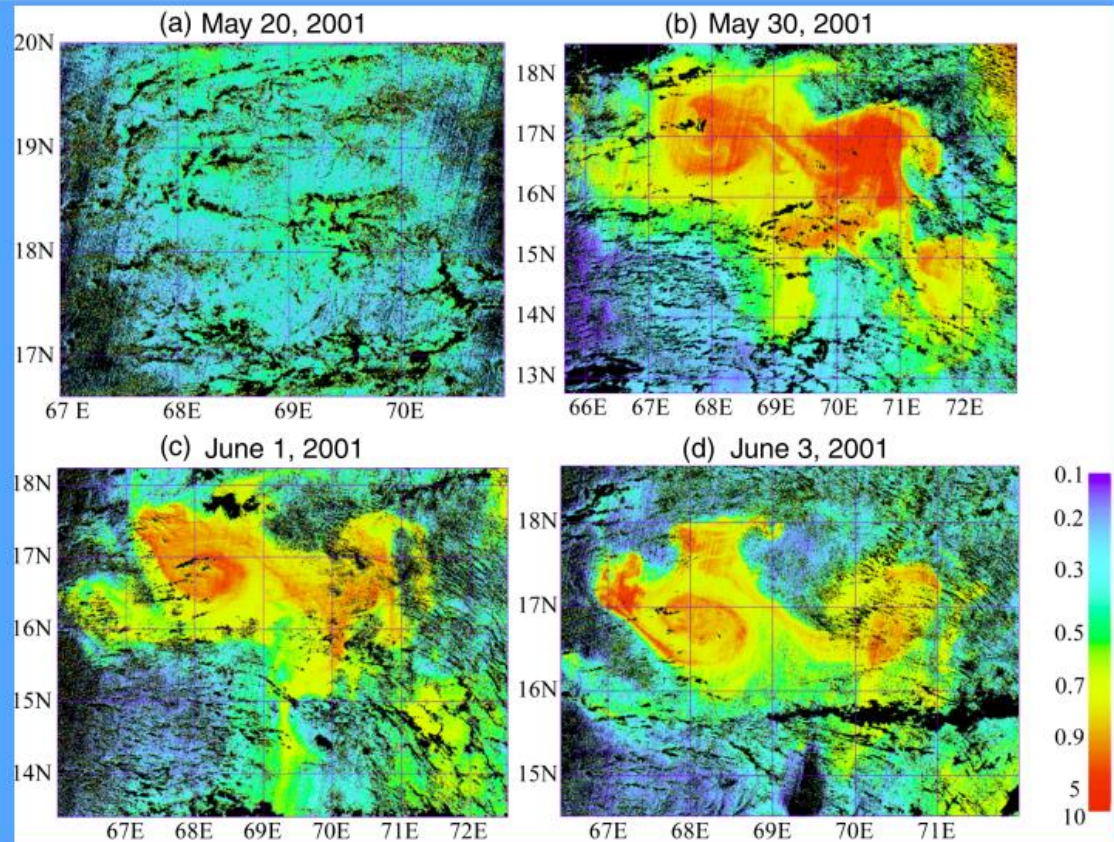 (a) May 20, 2001
20N
19N
18N
17N
67 E 68E 69E 70E
(b) May 30, 2001
18N
17N
16N
15N
14N
13N
66E 67E 68E 69E 70E 71E 72E
(c) June 1, 2001
18N
17N
16N
15N
14N
67E 68E 69E 70E 71E 72E
(d) June 3, 2001
18N
17N
16N
15N
67E 68E 69E 70E 71E
0.1
0.2
0.3
0.5
0.7
0.9
5
10